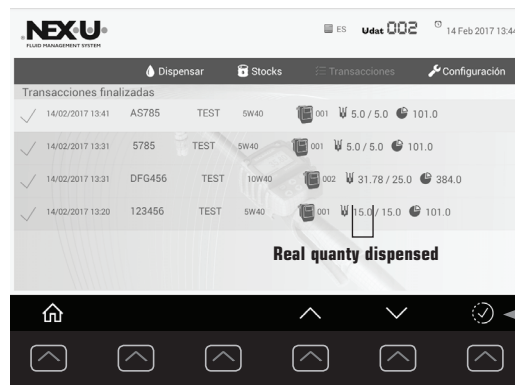 NEX·U·
FLUID MANAGEMENT SYSTEM
ES Udat 002 14 Feb 2017 13:44
Dispensar Stocks Transacciones Configuración
Transacciones finalizadas
14/02/2017 13:41 AS785 TEST 5W40 001 5.0 / 5.0 101.0
14/02/2017 13:31 5785 TEST 5W40 001 5.0 / 5.0 101.0
14/02/2017 13:31 DFG456 TEST 10W40 002 31.78 / 25.0 384.0
14/02/2017 13:20 123456 TEST 5W40 001 15.0 / 15.0 101.0
Real quanty dispensed